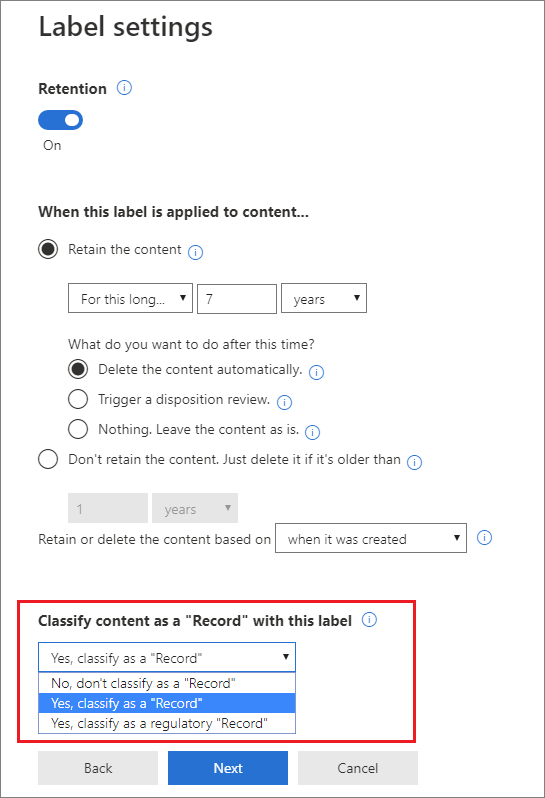 Label settings
Retention
On
When this label is applied to content...
Retain the content
For this long... 7 years
What do you want to do after this time?
Delete the content automatically.
Trigger a disposition review.
Nothing. Leave the content as is.
Don't retain the content. Just delete it if it's older than
1 years
Retain or delete the content based on when it was created
Classify content as a "Record" with this label
Yes, classify as a "Record"
No, don't classify as a "Record"
Yes, classify as a "Record"
Yes, classify as a regulatory "Record"
Back Next Cancel